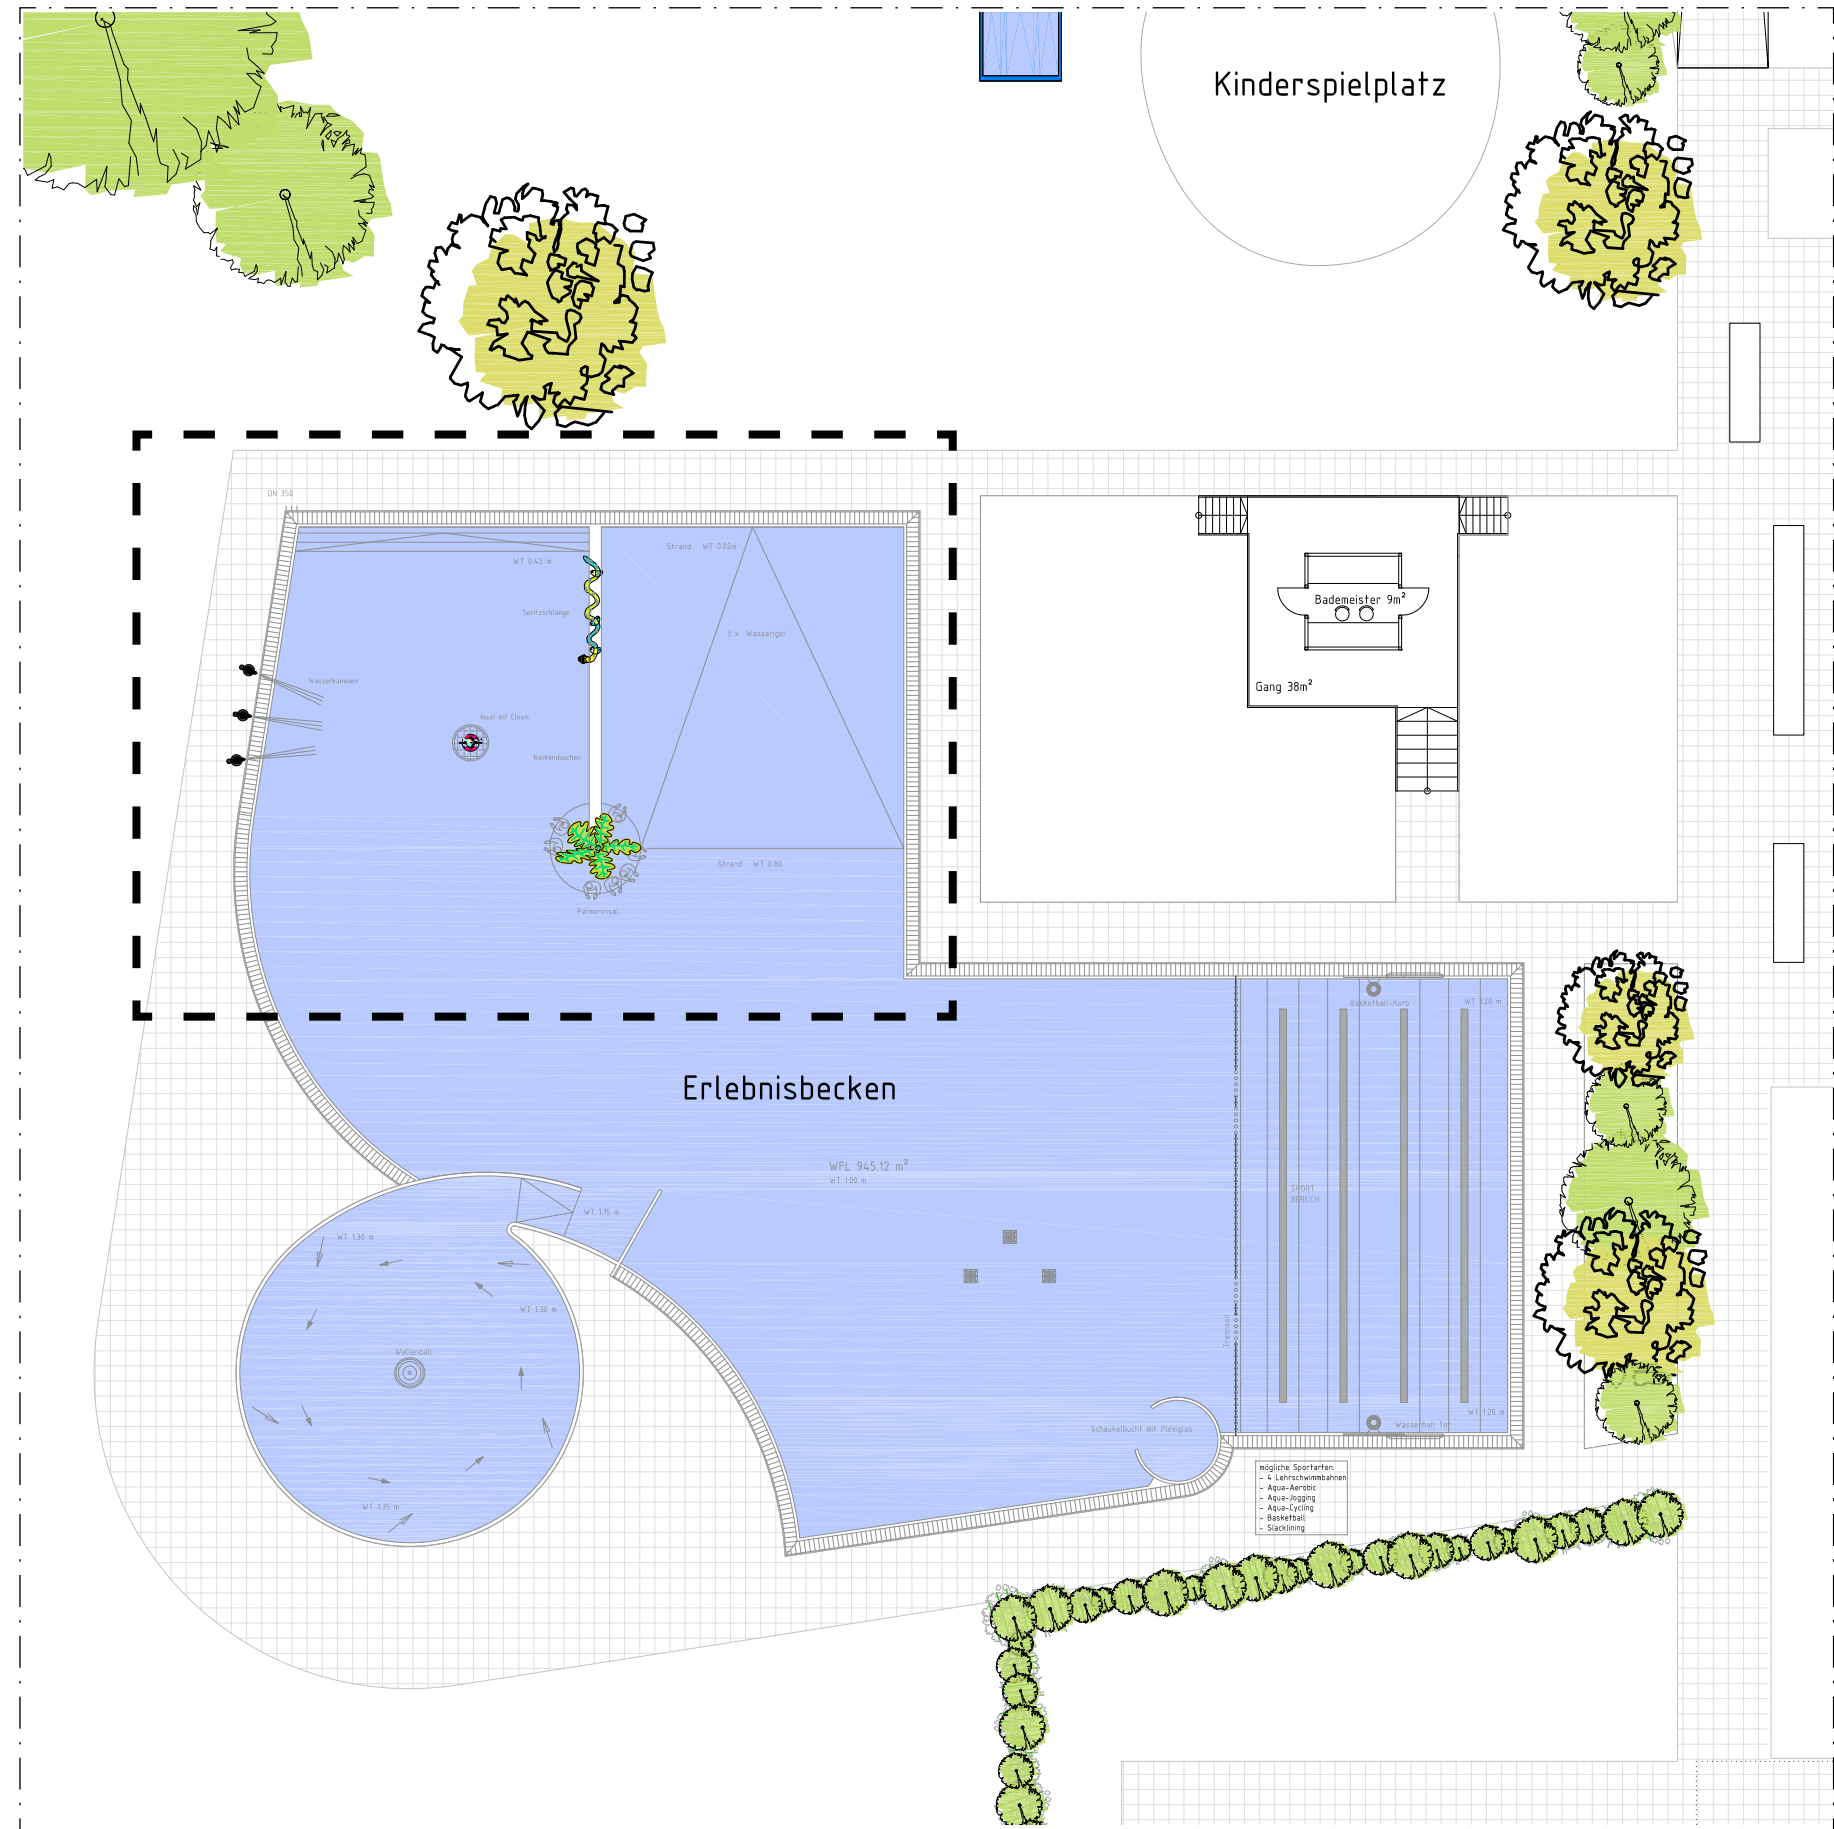 Kinderspielplatz
DN 350
WT 0.45 m
Strand WT 0.02m
Spritzschlange
3 x Wasserigel
Wasserkanonen
Insel mit Clown
Nackenduschen
Strand WT 0.80
Palmeninsel
Bademeister 9m²
Gang 38m²
Basketball-Korb
WT 1.20 m
Erlebnisbecken
WFL 945.12 m²
WT 1.00 m
SPORT
BEREICH
WT 1.15 m
WT 1.30 m
WT 1.30 m
Wellenball
Trennseil
WT 1.35 m
Schaukelbucht mit Plexiglas
Wasserball Tor
WT 1.20 m
mögliche Sportarten:
- 4 Lehrschwimmbahnen
- Aqua-Aerobic
- Aqua-Jogging
- Aqua-Cycling
- Basketball
- Slacklining